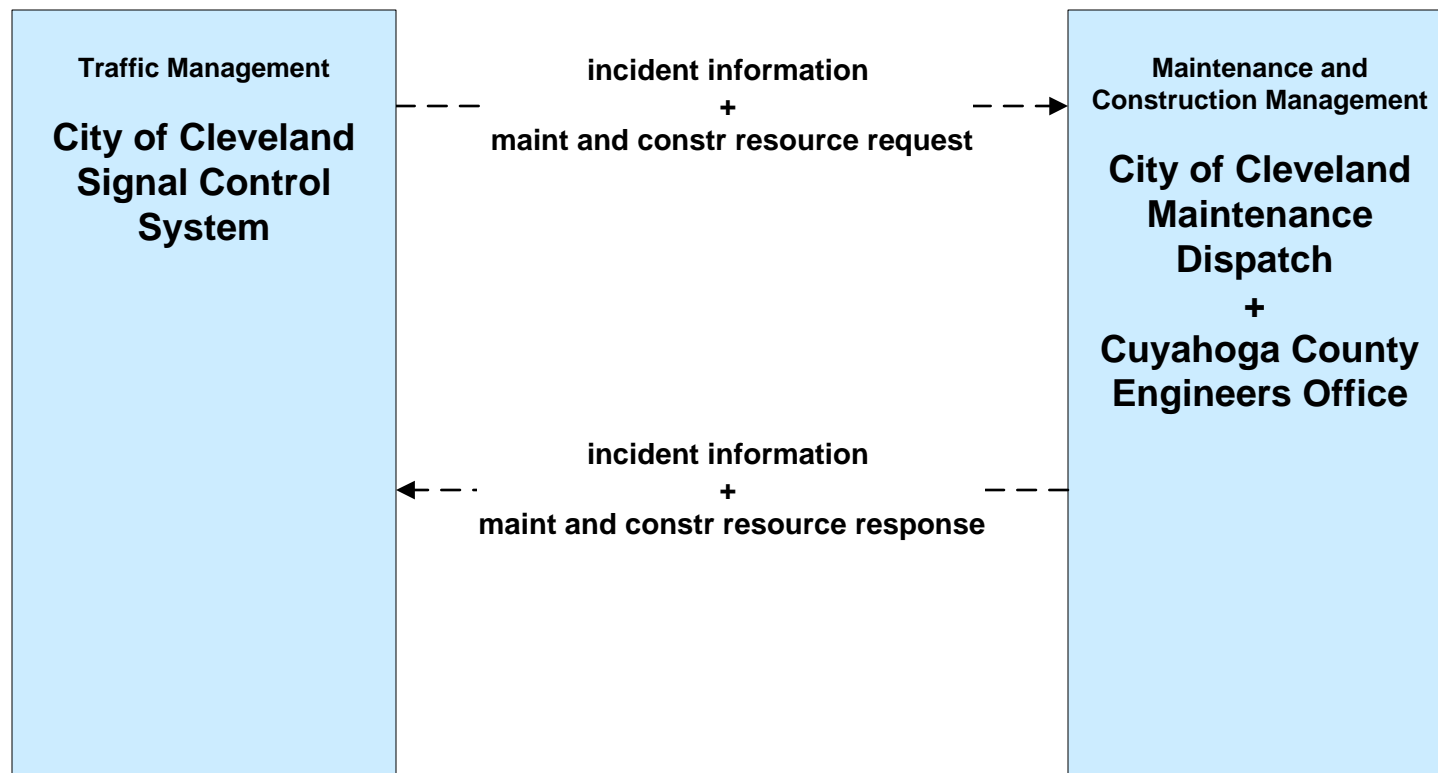 Traffic Management
City of Cleveland
Signal Control
System
incident information
+
maint and constr resource request
Maintenance and
Construction Management
City of Cleveland
Maintenance
Dispatch
+
Cuyahoga County
Engineers Office
incident information
+
maint and constr resource response